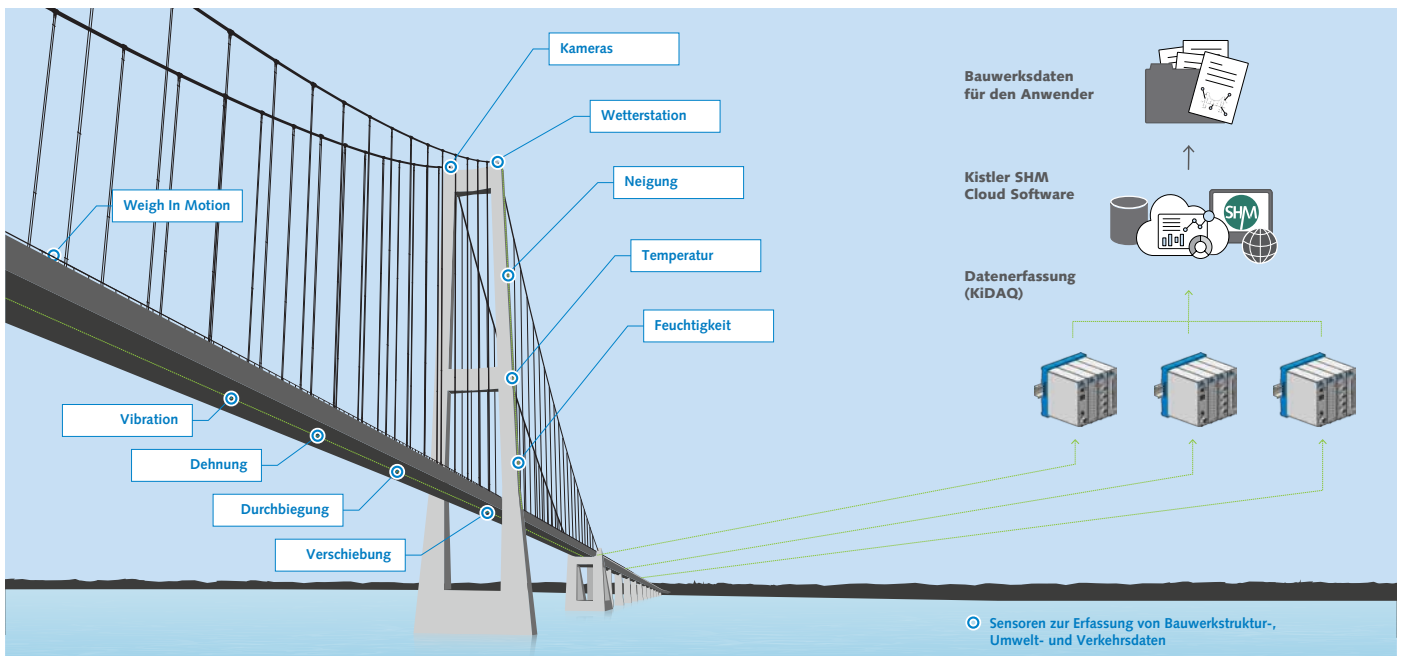 Kameras
Wetterstation
Neigung
Weigh In Motion
Temperatur
Feuchtigkeit
Vibration
Dehnung
Durchbiegung
Verschiebung
Bauwerksdaten
für den Anwender
Kistler SHM
Cloud Software
SHM
Datenerfassung
(KiDAQ)
Sensoren zur Erfassung von Bauwerkstruktur-,
Umwelt- und Verkehrsdaten